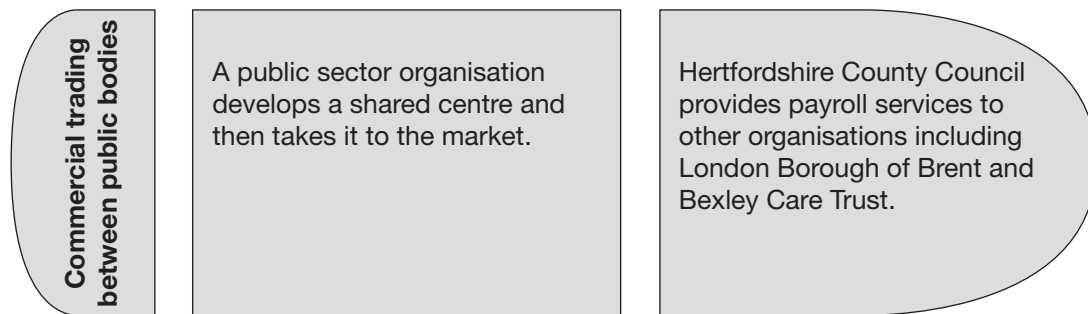 Commercial trading
between public bodies
A public sector organisation
develops a shared centre and
then takes it to the market.
Hertfordshire County Council
provides payroll services to
other organisations including
London Borough of Brent and
Bexley Care Trust.